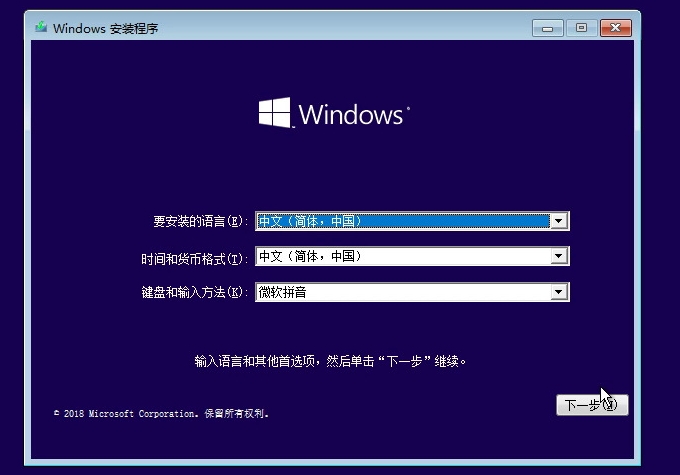 Windows 安装程序
Windows
要安装的语言(E): 中文(简体，中国)
时间和货币格式(T): 中文(简体，中国)
键盘和输入方法(K): 微软拼音
输入语言和其他首选项，然后单击“下一步”继续。
下一步(N)
© 2018 Microsoft Corporation。保留所有权利。